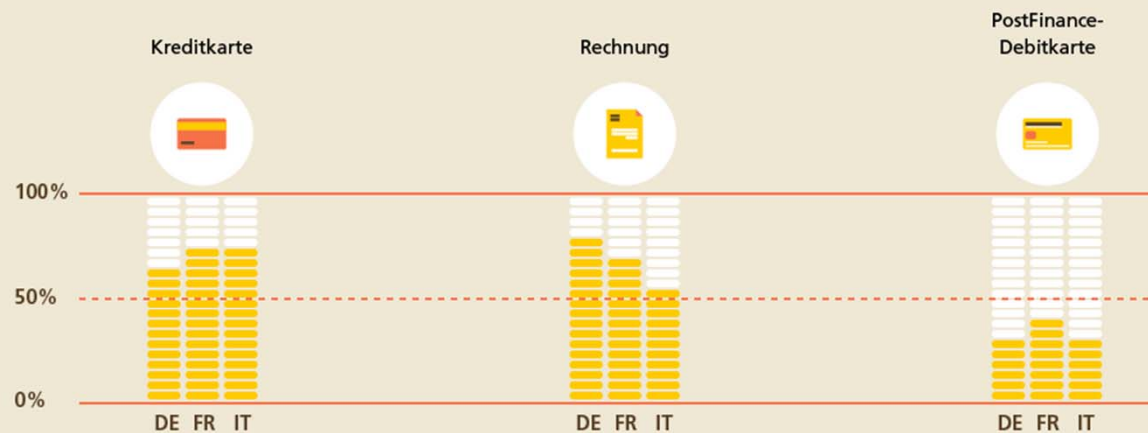 Kreditkarte
Rechnung
PostFinance-
Debitkarte
100%
50%
0%
DE FR IT
DE FR IT
DE FR IT